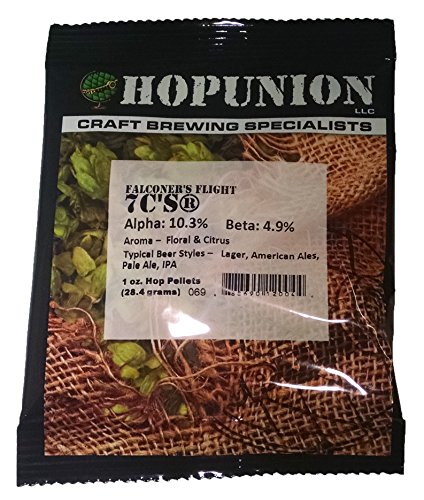 HOPUNION
LLC
CRAFT BREWING SPECIALISTS
FALCONER'S FLIGHT
7C'S®
Alpha: 10.3% Beta: 4.9%
Aroma – Floral & Citrus
Typical Beer Styles – Lager, American Ales,
Pale Ale, IPA
1 oz. Hop Pellets
(28.4 grams) 069